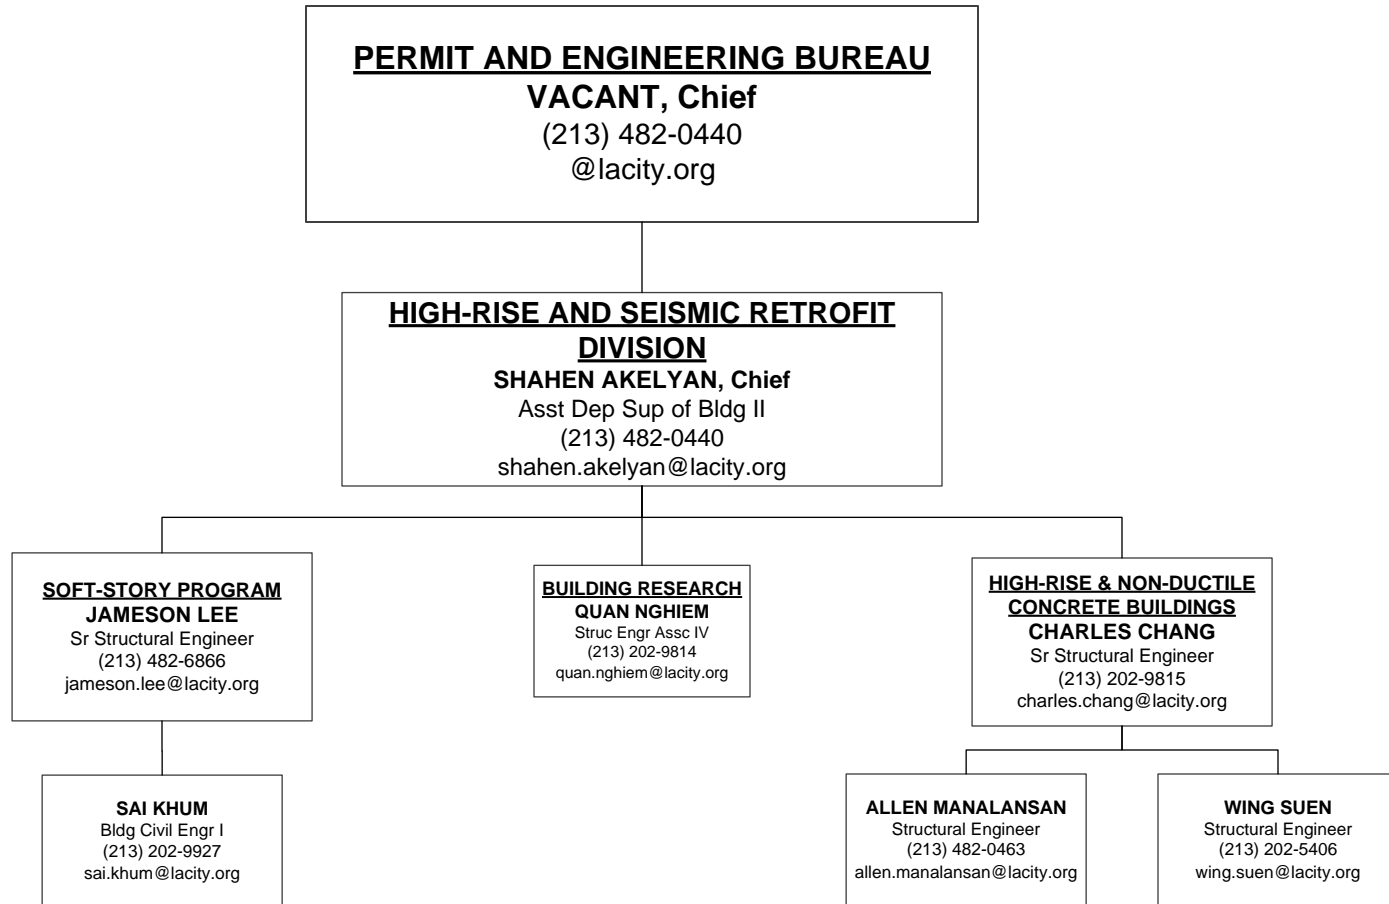 PERMIT AND ENGINEERING BUREAU
VACANT, Chief
(213) 482-0440
@lacity.org
HIGH-RISE AND SEISMIC RETROFIT
DIVISION
SHAHEN AKELYAN, Chief
Asst Dep Sup of Bldg II
(213) 482-0440
shahen.akelyan@lacity.org
SOFT-STORY PROGRAM
JAMESON LEE
Sr Structural Engineer
(213) 482-6866
jameson.lee@lacity.org
BUILDING RESEARCH
QUAN NGHIEM
Struc Engr Assc IV
(213) 202-9814
quan.nghiem@lacity.org
HIGH-RISE & NON-DUCTILE
CONCRETE BUILDINGS
CHARLES CHANG
Sr Structural Engineer
(213) 202-9815
charles.chang@lacity.org
SAI KHUM
Bldg Civil Engr I
(213) 202-9927
sai.khum@lacity.org
ALLEN MANALANSAN
Structural Engineer
(213) 482-0463
allen.manalansan@lacity.org
WING SUEN
Structural Engineer
(213) 202-5406
wing.suen@lacity.org